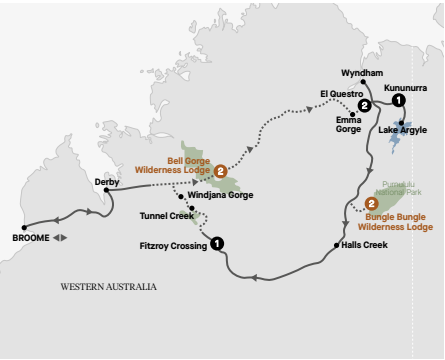 Wyndham
Kununurra
El Questro
2
1
Emma
Gorge
Lake Argyle
Bell Gorge
Wilderness Lodge
2
Purnululu
National Park
Derby
Windjana Gorge
2
Tunnel Creek
Bungle Bungle
Wilderness Lodge
BROOME
Fitzroy Crossing
1
Halls Creek
WESTERN AUSTRALIA